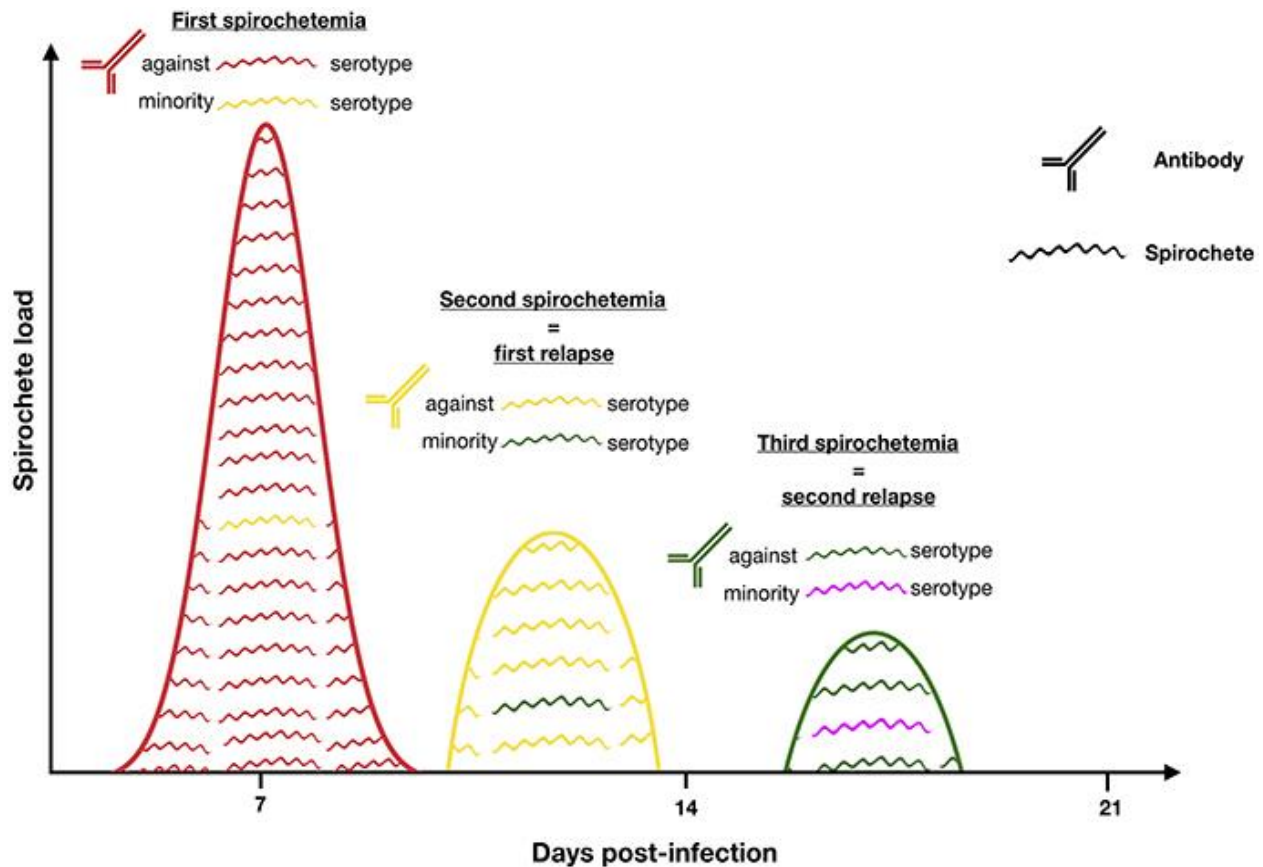 First spirochetemia
against serotype
minority serotype
Antibody
Spirochete
Second spirochetemia
=
first relapse
against serotype
minority serotype
Third spirochetemia
=
second relapse
against serotype
minority serotype
Spirochete load
7
14
21
Days post-infection